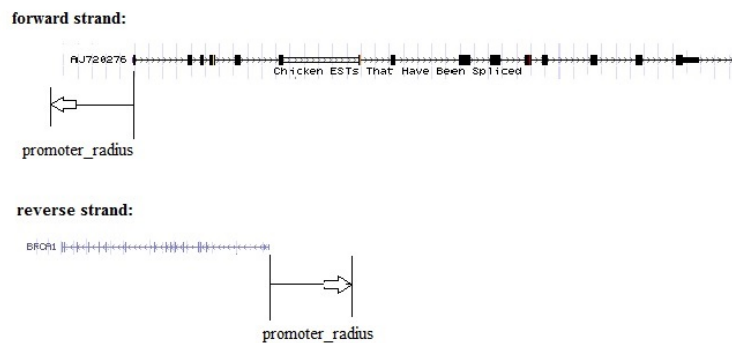 forward strand:
AJ720276
Chicken ESTs That Have Been Spliced
promoter_radius
reverse strand:
BRCA1
promoter_radius